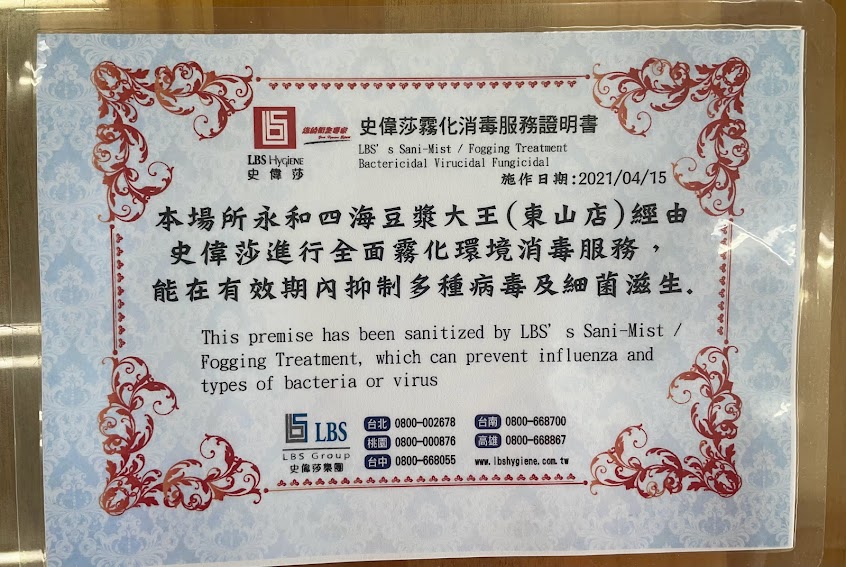 史偉莎霧化消毒服務證明書
LBS HYGIENE
史偉莎
LBS's Sani-Mist / Fogging Treatment
Bactericidal Virucidal Fungicidal
施作日期:2021/04/15
本場所永和四海豆漿大王(東山店)經由
史偉莎進行全面霧化環境消毒服務，
能在有效期內抑制多種病毒及細菌滋生.
This premise has been sanitized by LBS's Sani-Mist /
Fogging Treatment, which can prevent influenza and
types of bacteria or virus
LBS
LBS Group
史偉莎集團
台北 0800-002678 台南 0800-668700
桃園 0800-000876 高雄 0800-668867
台中 0800-668055 www.lbshygiene.com.tw